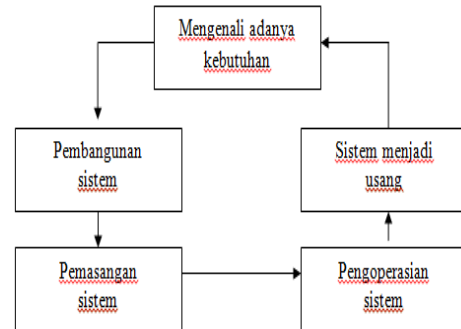 Mengenali adanya
kebutuhan
Pembangunan
sistem
Sistem menjadi
usang
Pemasangan
sistem
Pengoperasian
sistem